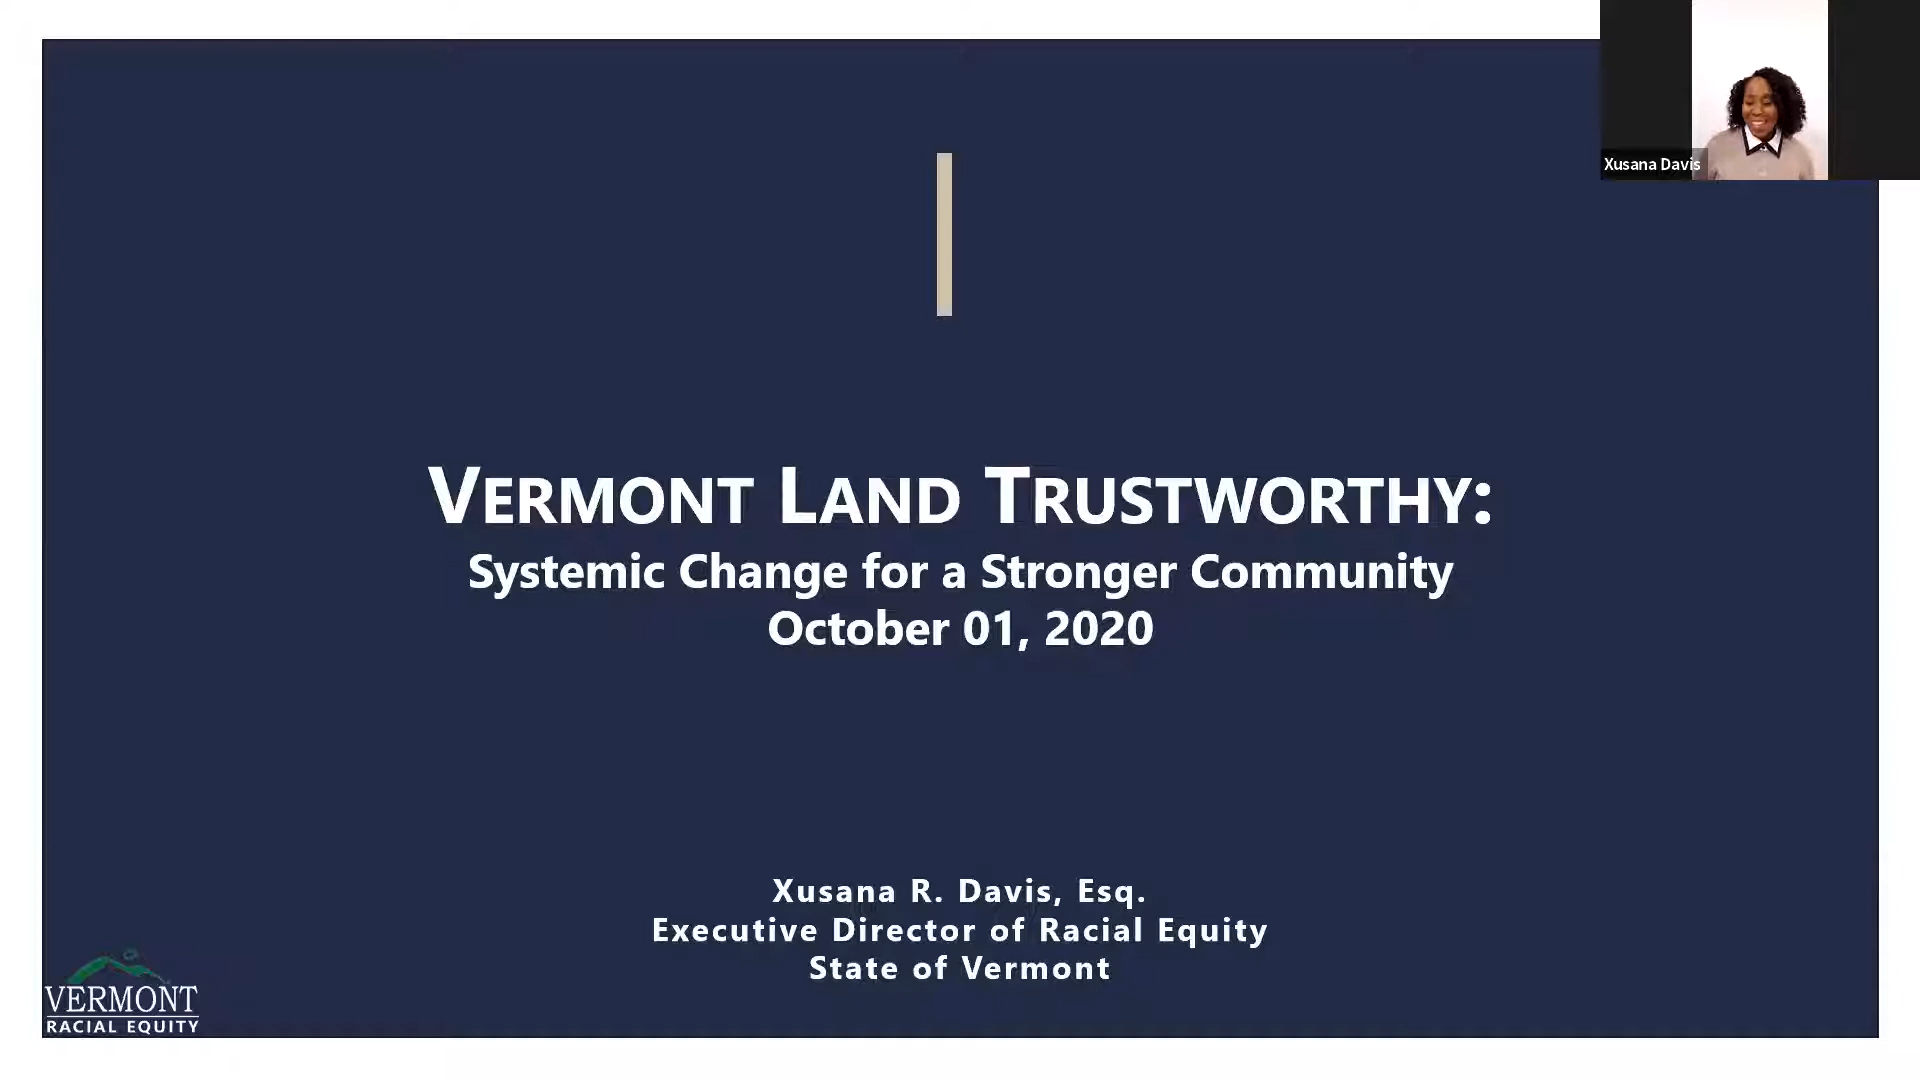 Xusana Davis
VERMONT LAND TRUSTWORTHY:
Systemic Change for a Stronger Community
October 01, 2020
Xusana R. Davis, Esq.
Executive Director of Racial Equity
State of Vermont
VERMONT
RACIAL EQUITY